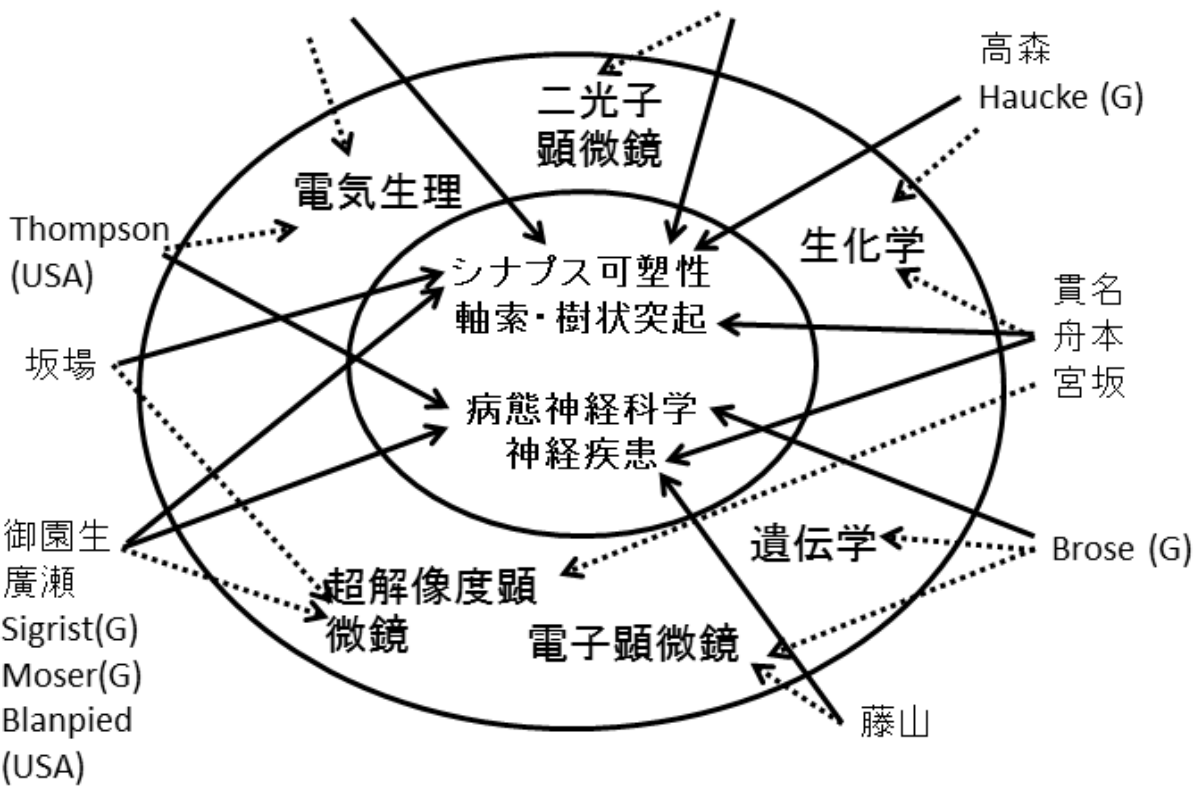 高森
Haucke (G)
二光子
顕微鏡
電気生理
Thompson
(USA)
生化学
シナプス可塑性
軸索・樹状突起
貫名
舟本
宮坂
坂場
病態神経科学
神経疾患
御園生
廣瀬
Sigrist(G)
Moser(G)
Blanpied
(USA)
遺伝学
Brose (G)
超解像度顕
微鏡
電子顕微鏡
藤山